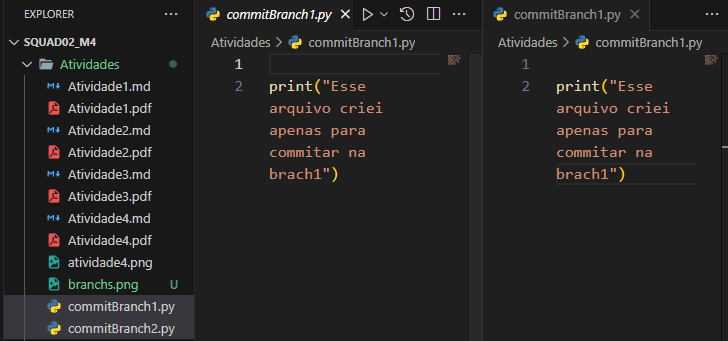 EXPLORER
SQUAD02_M4
Atividades
Atividade1.md
Atividade1.pdf
Atividade2.md
Atividade2.pdf
Atividade3.md
Atividade3.pdf
Atividade4.md
Atividade4.pdf
atividade4.png
branchs.png U
commitBranch1.py
commitBranch2.py
commitBranch1.py
Atividades > commitBranch1.py
1
2 print("Esse
arquivo criei
apenas para
commitar na
brach1")
commitBranch1.py
Atividades > commitBranch1.py
1
2 print("Esse
arquivo criei
apenas para
commitar na
brach1")